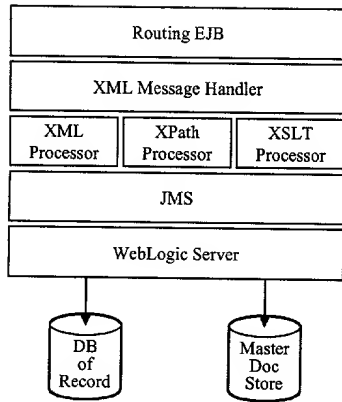 Routing EJB
XML Message Handler
XML
Processor
XPath
Processor
XSLT
Processor
JMS
WebLogic Server
DB
of
Record
Master
Doc
Store